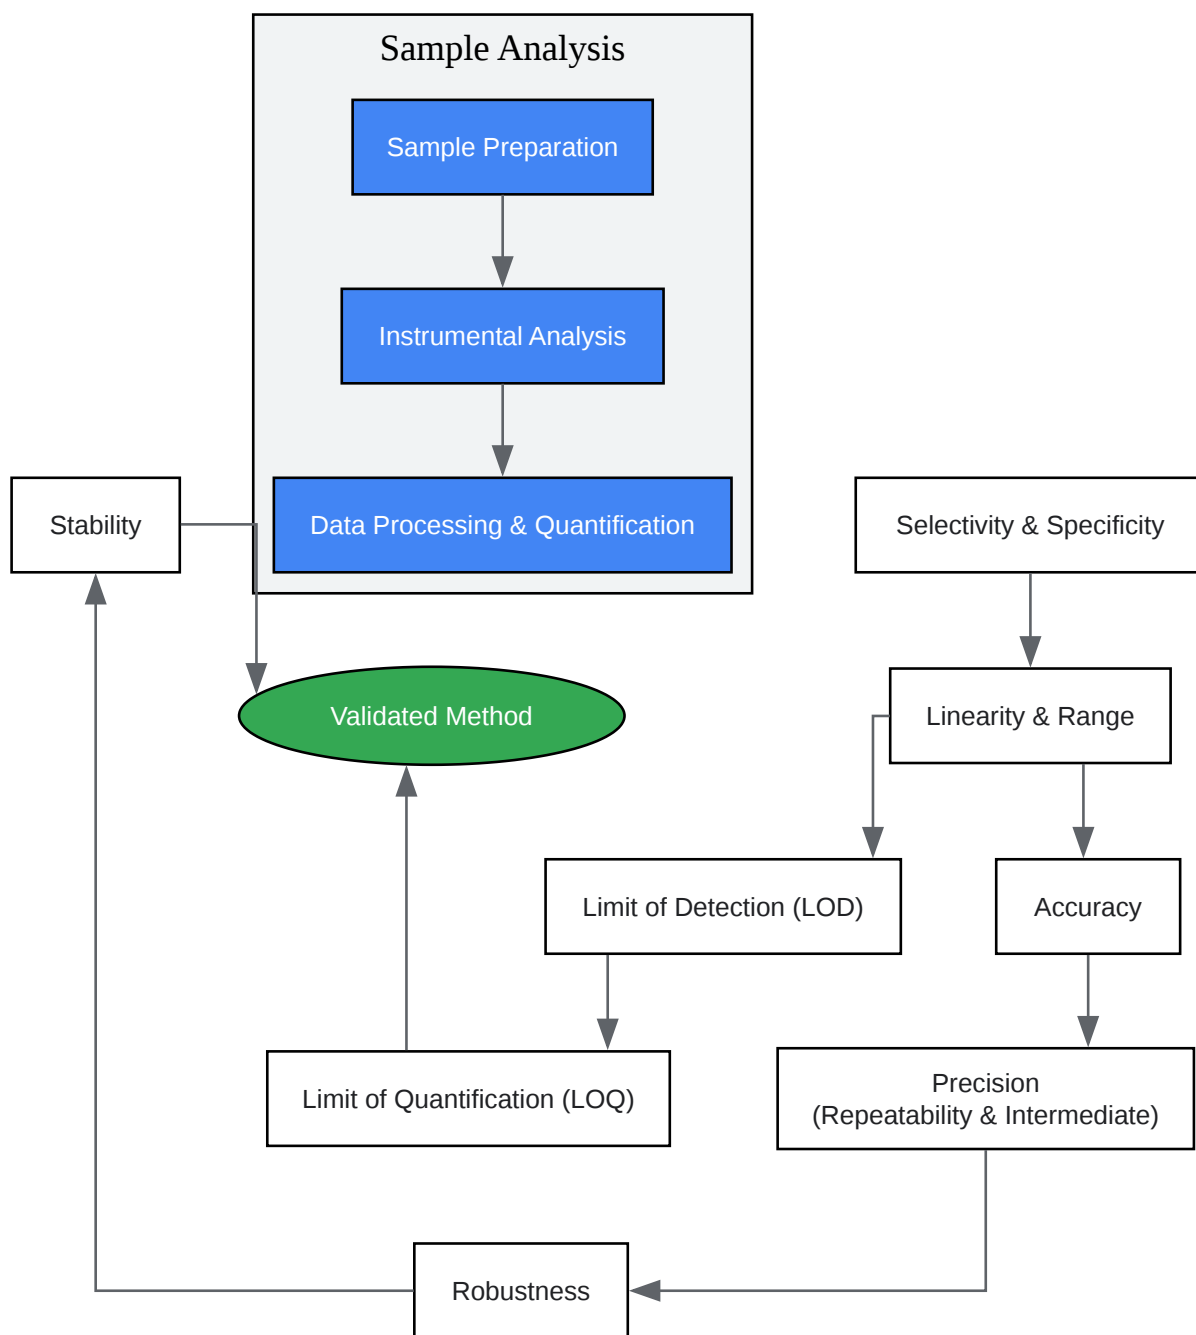 Sample Analysis
Sample Preparation
Instrumental Analysis
Data Processing & Quantification
Stability
Selectivity & Specificity
Validated Method
Linearity & Range
Limit of Detection (LOD)
Accuracy
Limit of Quantification (LOQ)
Precision
(Repeatability & Intermediate)
Robustness